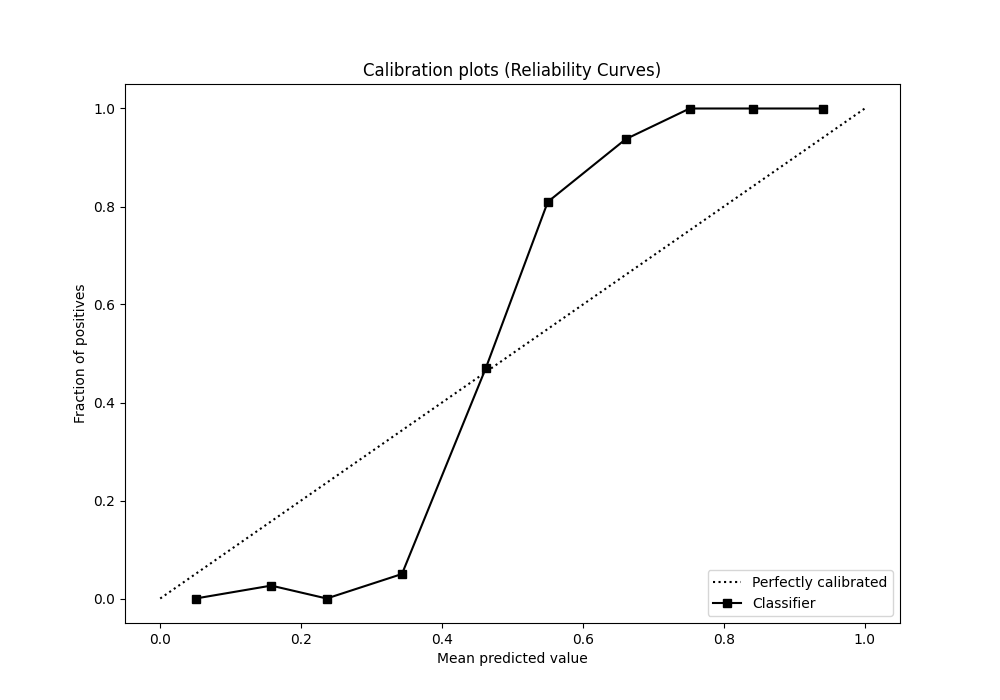 Calibration plots (Reliability Curves)
1.0
0.8
0.6
0.4
0.2
0.0
Fraction of positives
Perfectly calibrated
Classifier
0.0 0.2 0.4 0.6 0.8 1.0
Mean predicted value